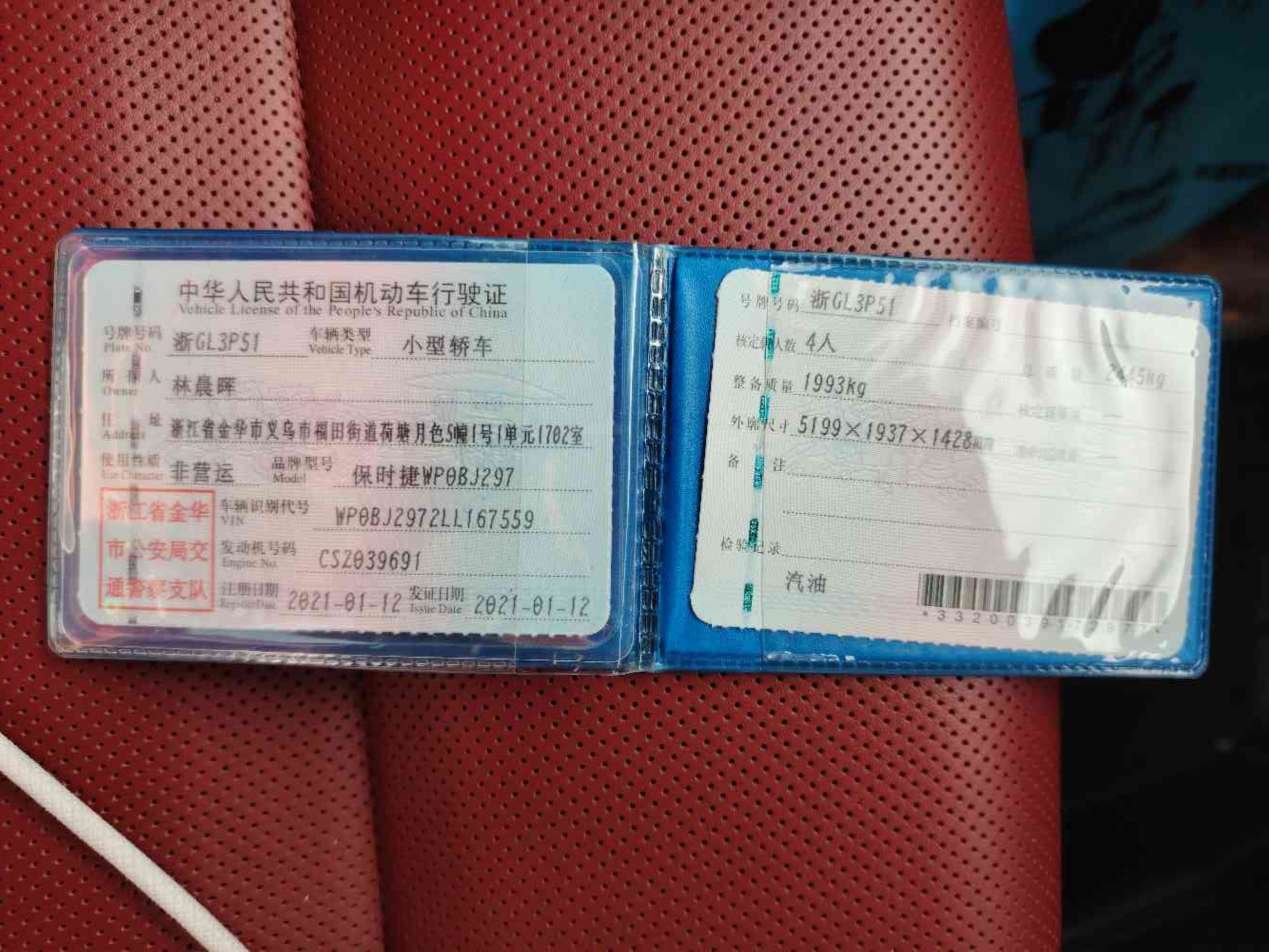 中华人民共和国机动车行驶证
Vehicle License of the People's Republic of China
号牌号码 浙GL3P51 车辆类型 小型轿车
Plate No. Vehicle Type
所有人 林晨晖
Owner
住址 浙江省金华市义乌市福田街道荷塘月色5幢1号1单元1702室
Address
使用性质 非营运 品牌型号 保时捷WP0BJ297
Use Character Model
浙江省金华
市公安局交
通警察支队
车辆识别代号 WP0BJ2972LL167559
VIN
发动机号码 CSZ039691
Engine No.
注册日期 2021-01-12 发证日期 2021-01-12
Register Date Issue Date
号牌号码 浙GL3P51 档案编号
核定载人数 4人
整备质量 1993kg
外廓尺寸 5199×1937×1428
备注
检验记录
汽油